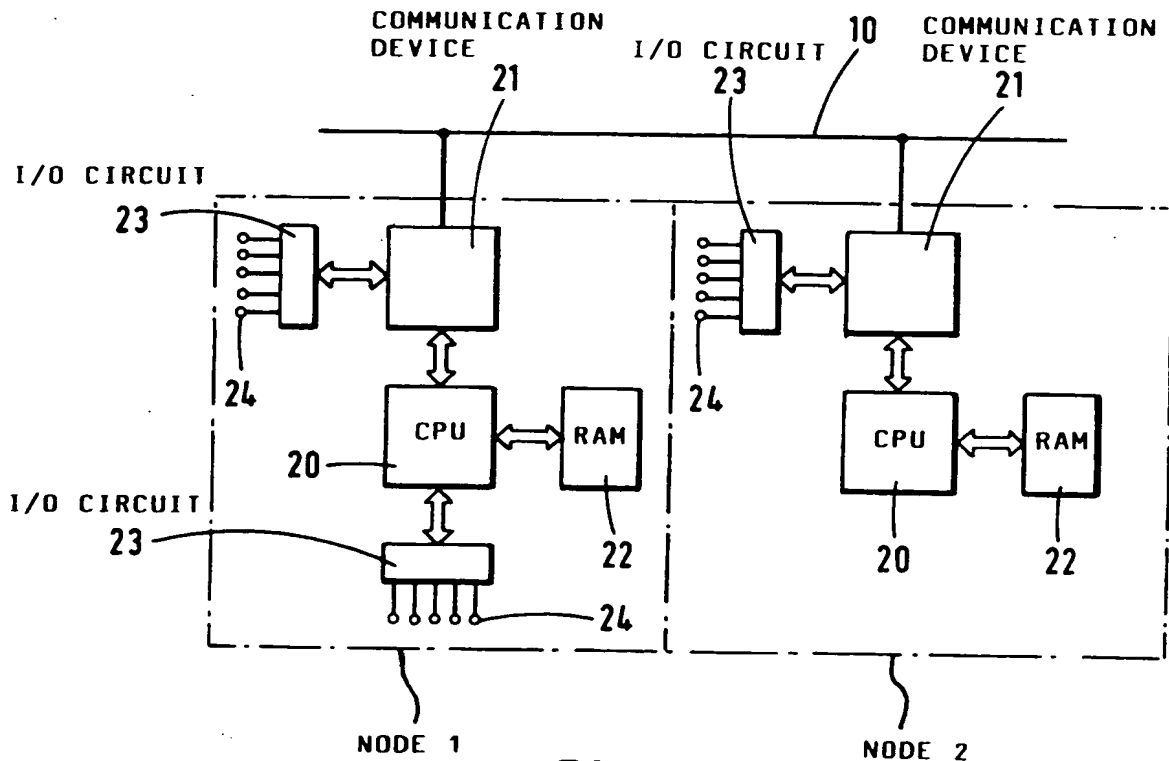 COMMUNICATION
DEVICE
21
I/O CIRCUIT
23
10
COMMUNICATION
DEVICE
21
I/O CIRCUIT
23
24
24
CPU
RAM
20
22
CPU
RAM
20
22
I/O CIRCUIT
23
24
NODE 1
NODE 2